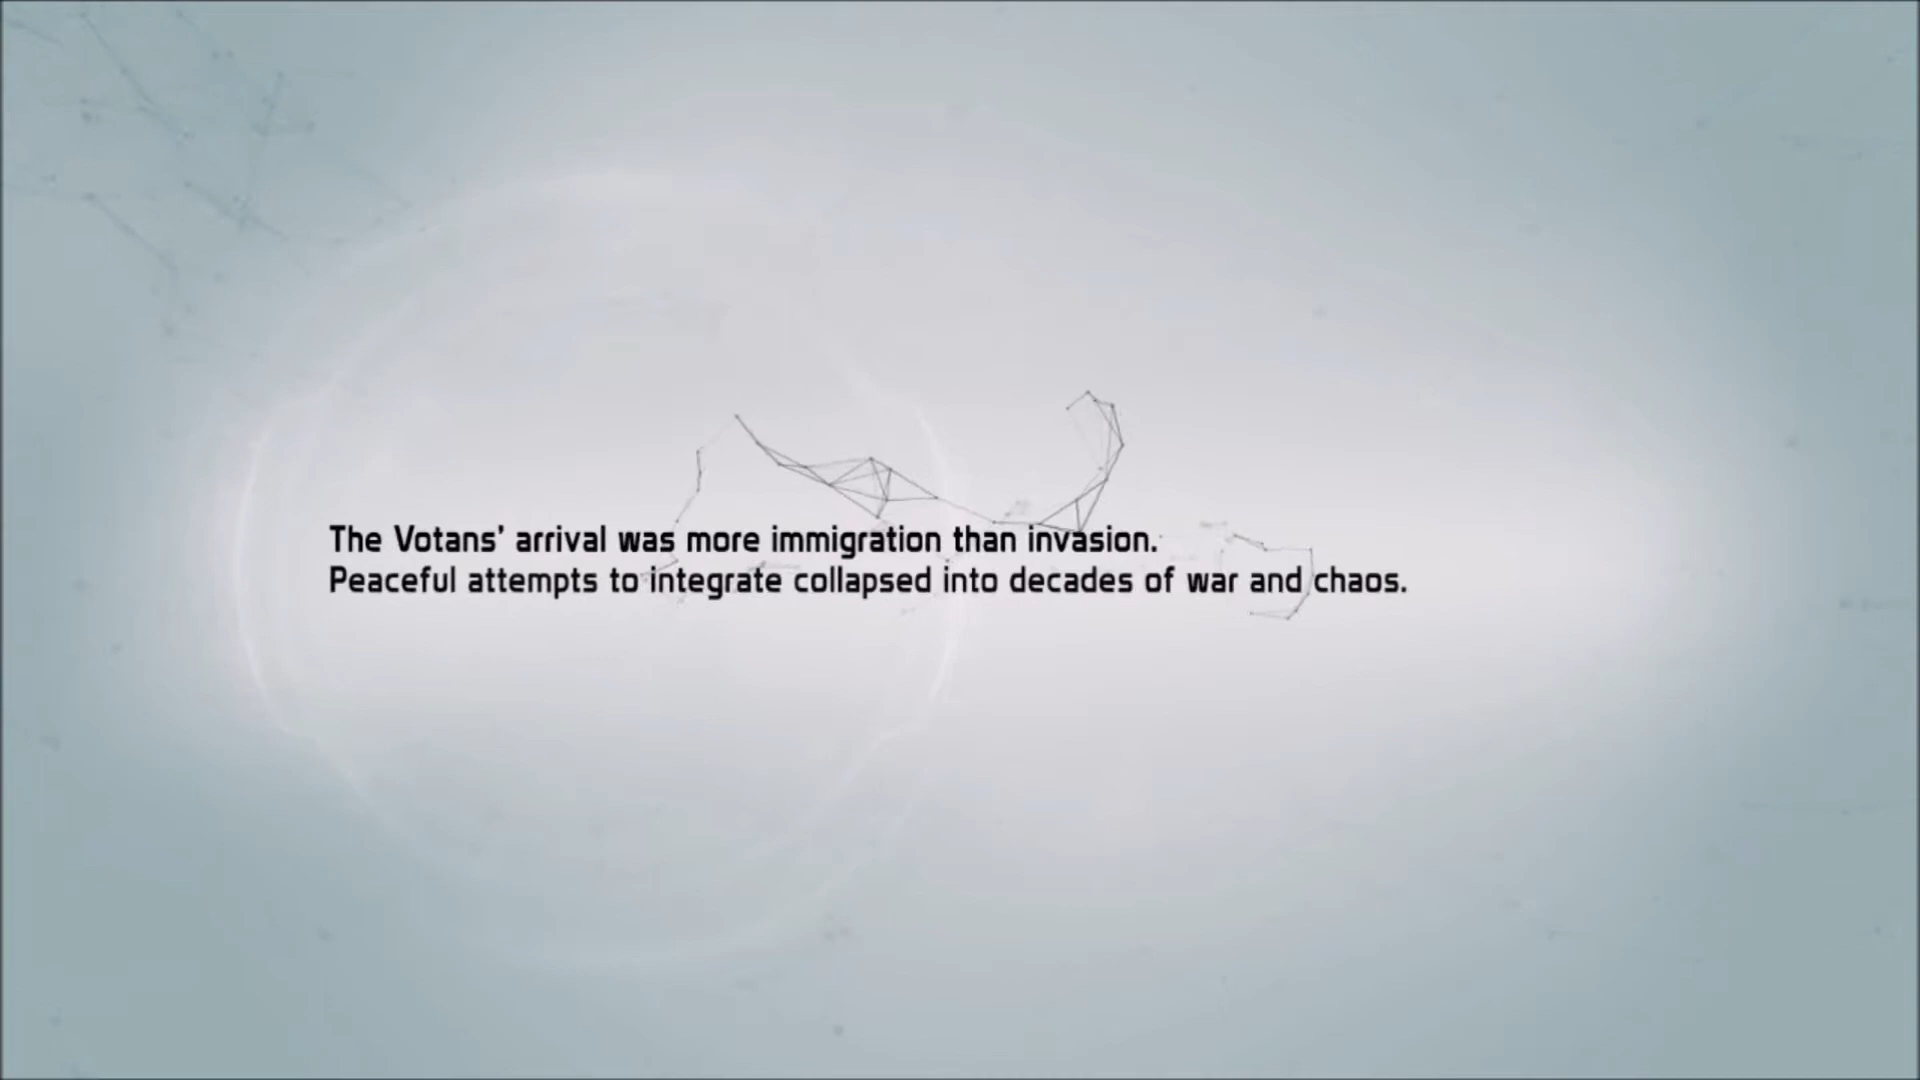 The Votans' arrival was more immigration than invasion.
Peaceful attempts to integrate collapsed into decades of war and chaos.